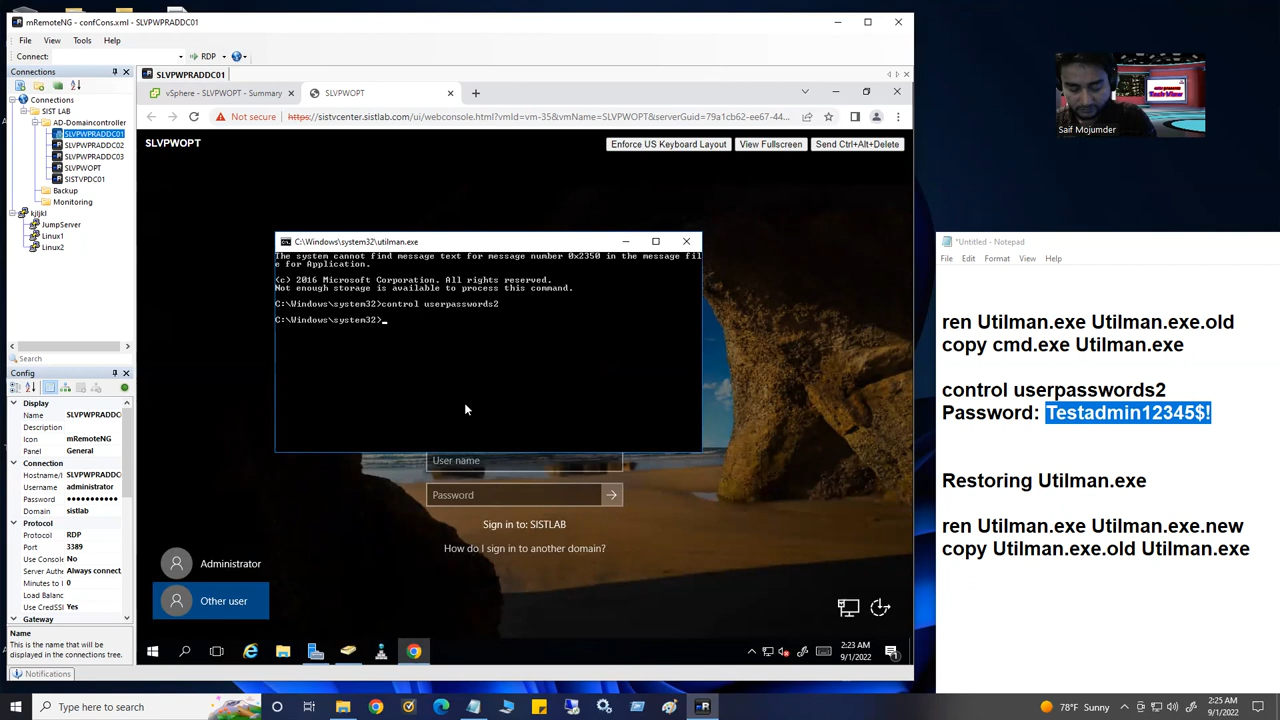 mRemoteNG - confCons.xml - SLVPWPRADDC01
File View Tools Help
Connect: RDP
Connections
Connections
SIST LAB
AD-Domaincontroller
SLVPWPRADDC01
SLVPWPRADDC02
SLVPWPRADDC03
SLVPWOPT
SISTVPDC01
Backup
Monitoring
kjljkl
JumpServer
Linux1
Linux2
Search
Config
Display
Name SLVPWPRADDC0
Description
Icon mRemoteNG
Panel General
Connection
Hostname/I SLVPWPRADDC0
Username administrator
Password
Domain sistlab
Protocol
Protocol RDP
Port 3389
Use Console No
Server Authe Always connect
Minutes to I 0
Load Balanc
Use CredSSI Yes
Gateway
Name
This is the name that will be
displayed in the connections tree.
Notifications
SLVPWPRADDC01
vSphere - SLVPWOPT - Summary
SLVPWOPT
Not secure https://sistvcenter.sistlab.com/ui/webconsole.html?vmId=vm-35&vmName=SLVPWOPT&serverGuid=79a1cb62-ee67-44...
SLVPWOPT
Enforce US Keyboard Layout View Fullscreen Send Ctrl+Alt+Delete
C:\Windows\system32\utilman.exe
The system cannot find message text for message number 0x2350 in the message fil
e for Application.
(c) 2016 Microsoft Corporation. All rights reserved.
Not enough storage is available to process this command.
C:\Windows\system32>control userpasswords2
C:\Windows\system32>_
User name
Password
Sign in to: SISTLAB
How do I sign in to another domain?
Administrator
Other user
2:23 AM
9/1/2022
Saif Mojumder
*Untitled - Notepad
File Edit Format View Help
ren Utilman.exe Utilman.exe.old
copy cmd.exe Utilman.exe
control userpasswords2
Password: Testadmin12345$!
Restoring Utilman.exe
ren Utilman.exe Utilman.exe.new
copy Utilman.exe.old Utilman.exe
Type here to search
78°F Sunny
2:25 AM
9/1/2022